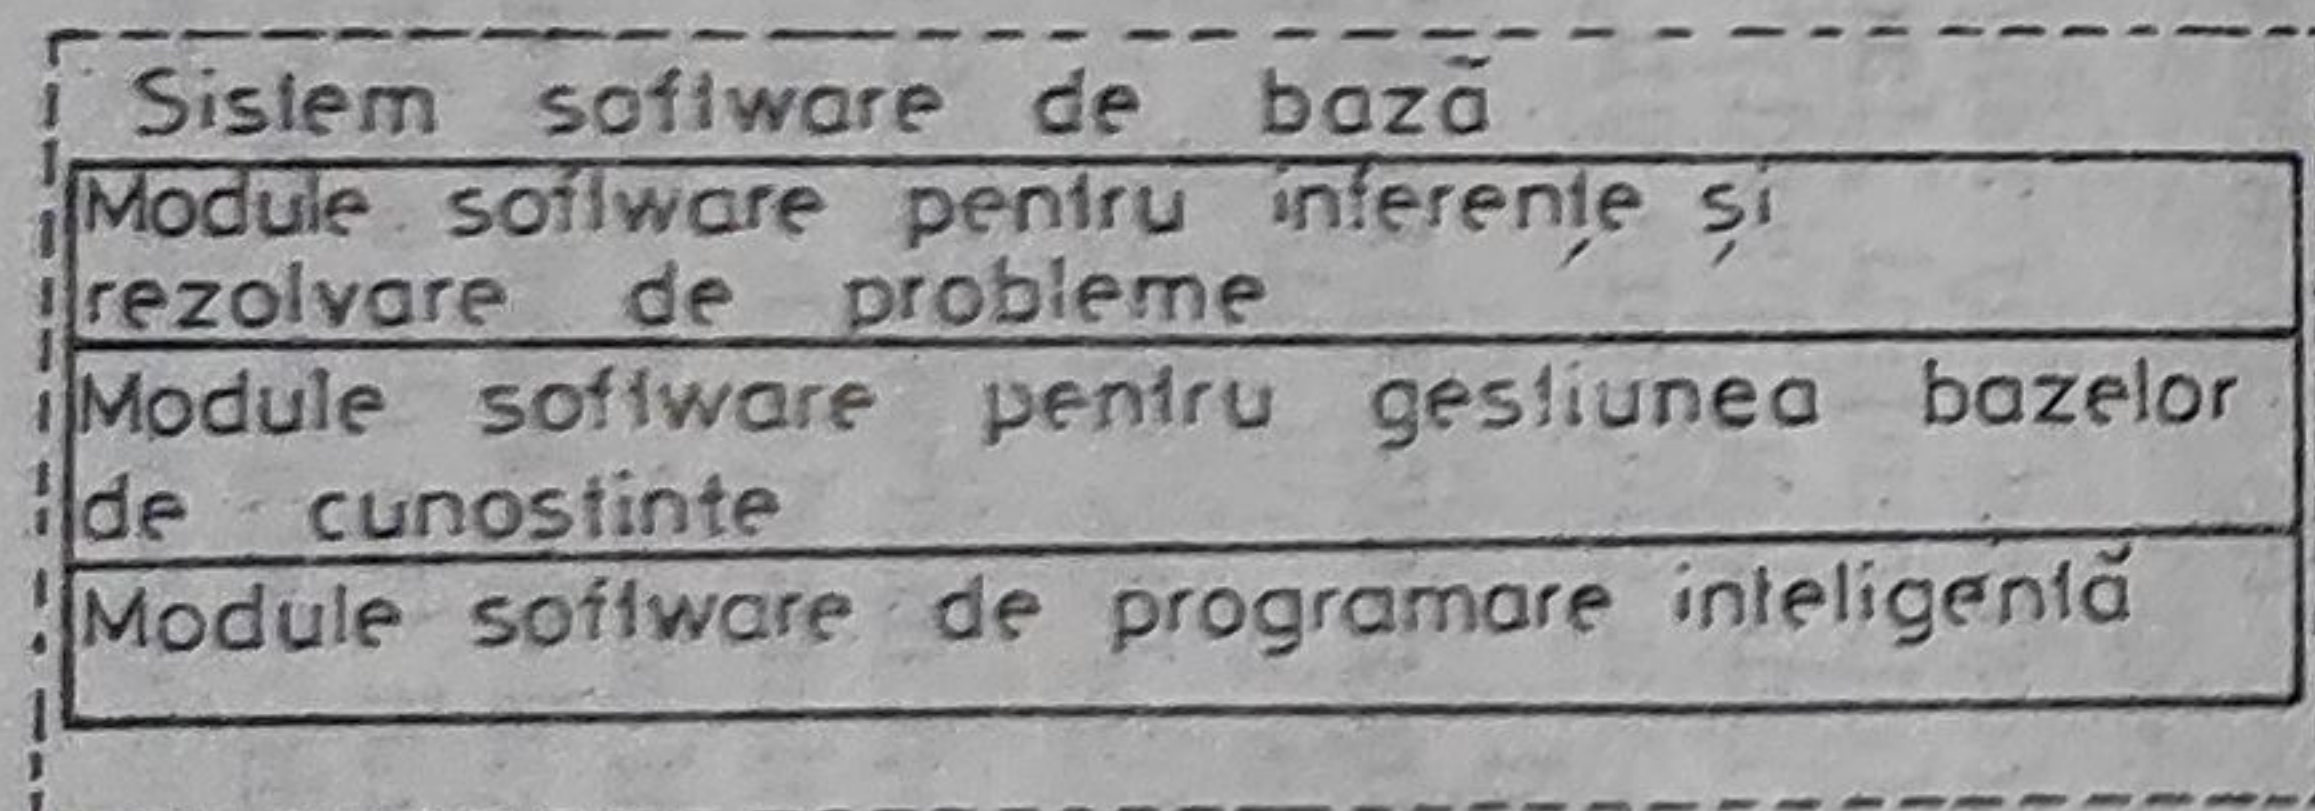 Sistem software de bază
Module software pentru inferențe și
rezolvare de probleme
Module software pentru gestiunea bazelor
de cunostinte
Module software de programare inteligentă